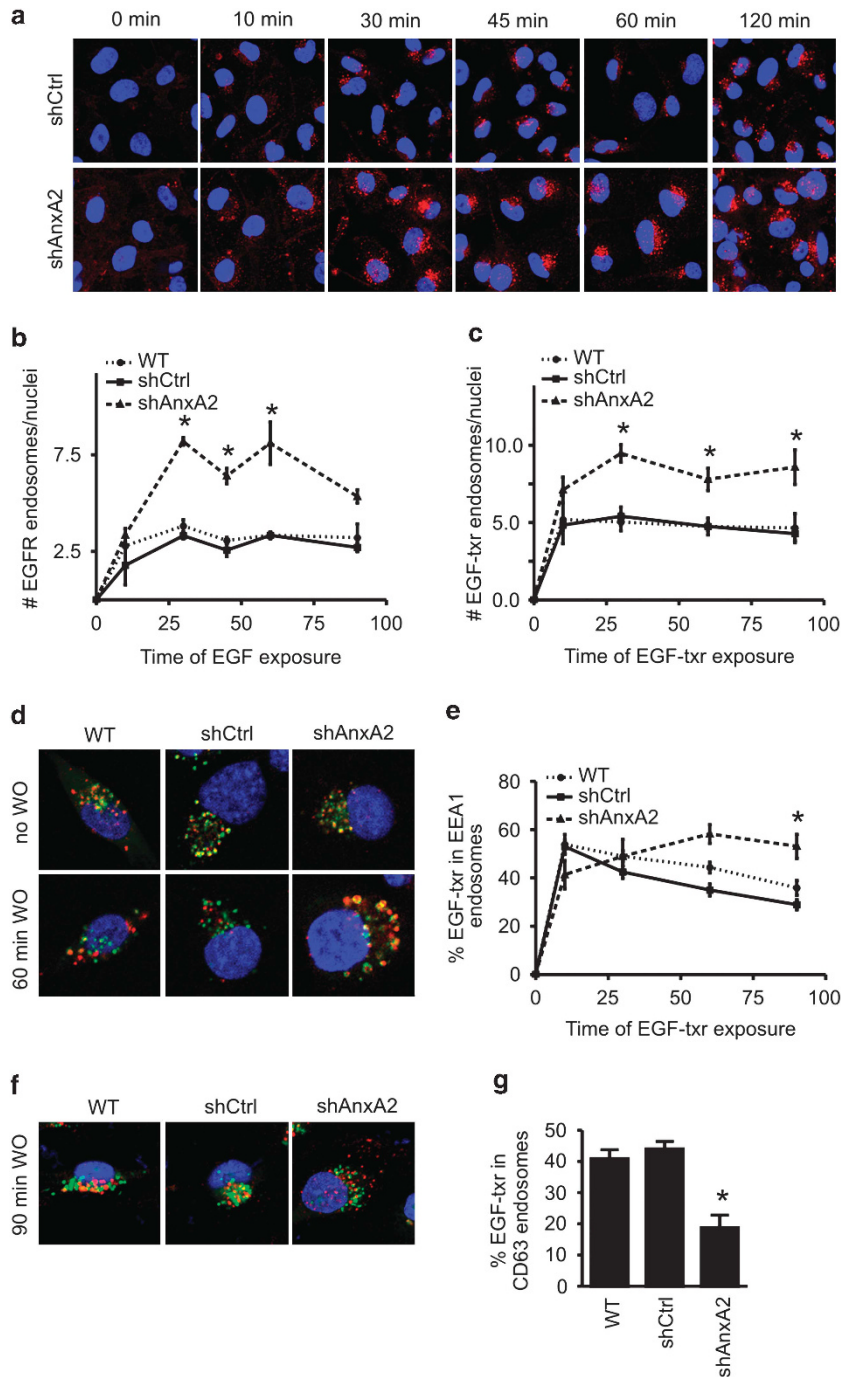 a
0 min 10 min 30 min 45 min 60 min 120 min
shCtrl
shAnxA2
b
WT
shCtrl
shAnxA2
# EGFR endosomes/nuclei
7.5
2.5
* * *
0 25 50 75 100
Time of EGF exposure
c
WT
shCtrl
shAnxA2
# EGF-txr endosomes/nuclei
10.0
5.0
0.0
* * *
0 25 50 75 100
Time of EGF-txr exposure
d
WT shCtrl shAnxA2
no WO
60 min WO
e
WT
shCtrl
shAnxA2
% EGF-txr in EEA1
endosomes
80
60
40
20
0
*
0 25 50 75 100
Time of EGF-txr exposure
f
WT shCtrl shAnxA2
90 min WO
g
% EGF-txr in
CD63 endosomes
50
40
30
20
10
0
*
WT
shCtrl
shAnxA2